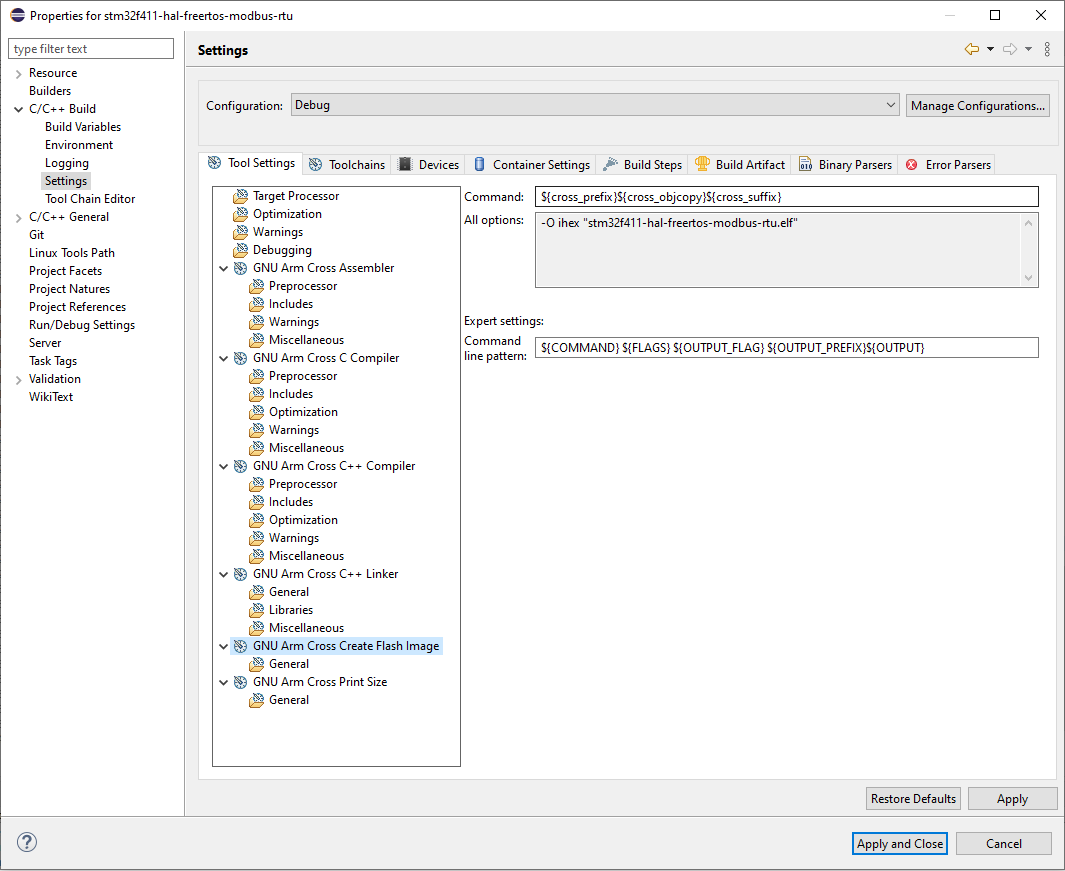 Properties for stm32f411-hal-freertos-modbus-rtu
type filter text
Resource
Builders
C/C++ Build
Build Variables
Environment
Logging
Settings
Tool Chain Editor
C/C++ General
Git
Linux Tools Path
Project Facets
Project Natures
Project References
Run/Debug Settings
Server
Task Tags
Validation
WikiText
Settings
Configuration: Debug Manage Configurations...
Tool Settings Toolchains Devices Container Settings Build Steps Build Artifact Binary Parsers Error Parsers
Target Processor
Optimization
Warnings
Debugging
GNU Arm Cross Assembler
Preprocessor
Includes
Warnings
Miscellaneous
GNU Arm Cross C Compiler
Preprocessor
Includes
Optimization
Warnings
Miscellaneous
GNU Arm Cross C++ Compiler
Preprocessor
Includes
Optimization
Warnings
Miscellaneous
GNU Arm Cross C++ Linker
General
Libraries
Miscellaneous
GNU Arm Cross Create Flash Image
General
GNU Arm Cross Print Size
General
Command: ${cross_prefix}${cross_objcopy}${cross_suffix}
All options: -O ihex "stm32f411-hal-freertos-modbus-rtu.elf"
Expert settings:
Command
line pattern: ${COMMAND} ${FLAGS} ${OUTPUT_FLAG} ${OUTPUT_PREFIX}${OUTPUT}
Restore Defaults Apply
? Apply and Close Cancel